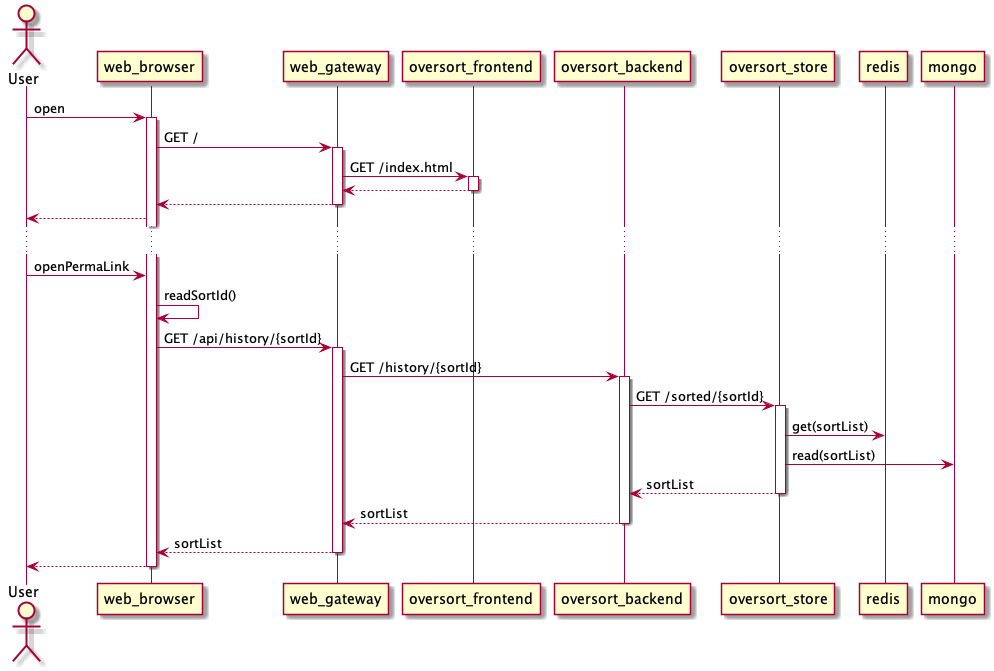 User
web_browser
web_gateway
oversort_frontend
oversort_backend
oversort_store
redis
mongo
open
GET /
GET /index.html
openPermaLink
readSortId()
GET /api/history/{sortId}
GET /history/{sortId}
GET /sorted/{sortId}
get(sortList)
read(sortList)
sortList
sortList
sortList
User
web_browser
web_gateway
oversort_frontend
oversort_backend
oversort_store
redis
mongo